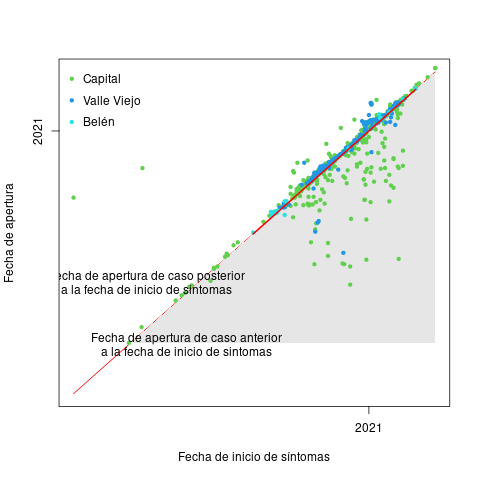 Capital
Valle Viejo
Belén
2021
Fecha de apertura
echa de apertura de caso posterior
a la fecha de inicio de síntomas
Fecha de apertura de caso anterior
a la fecha de inicio de sintomas
2021
Fecha de inicio de síntomas